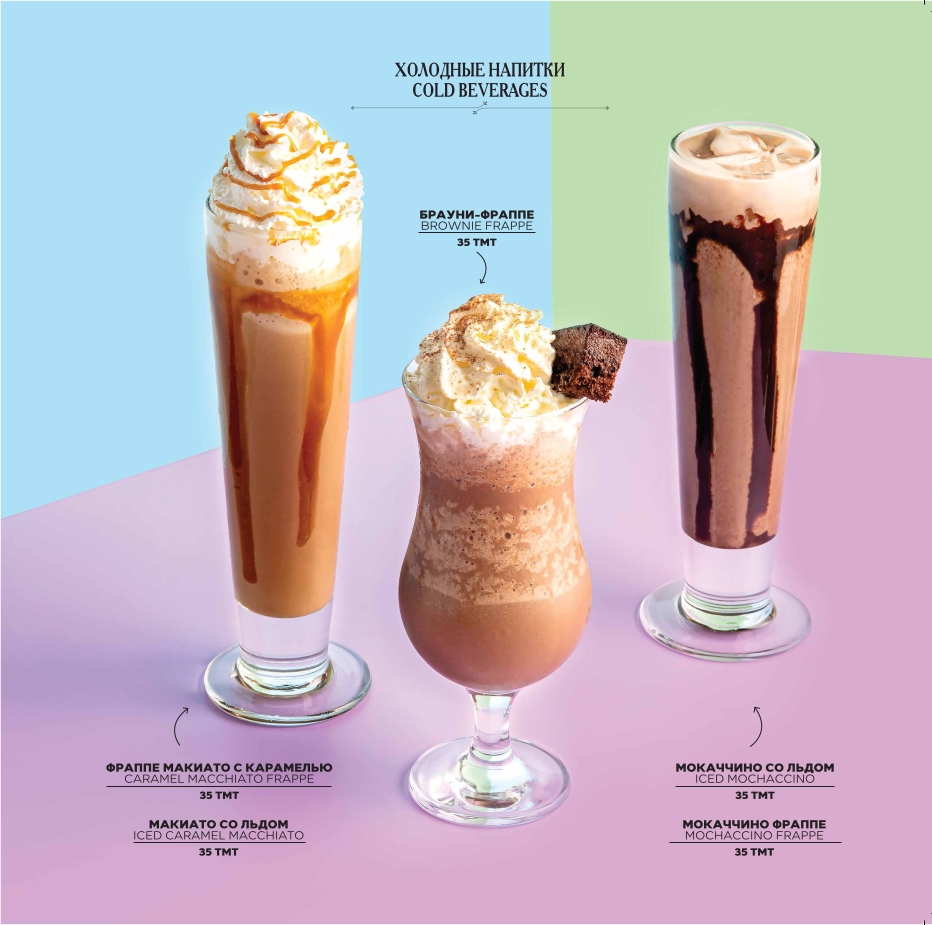 ХОЛОДНЫЕ НАПИТКИ
COLD BEVERAGES
БРАУНИ-ФРАППЕ
BROWNIE FRAPPE
35 TMT
ФРАППЕ МАКИАТО С КАРАМЕЛЬЮ
CARAMEL MACCHIATO FRAPPE
35 TMT
МАКИАТО СО ЛЬДОМ
ICED CARAMEL MACCHIATO
35 TMT
МОКАЧЧИНО СО ЛЬДОМ
ICED MOCHACCINO
35 TMT
МОКАЧЧИНО ФРАППЕ
MOCHACCINO FRAPPE
35 TMT